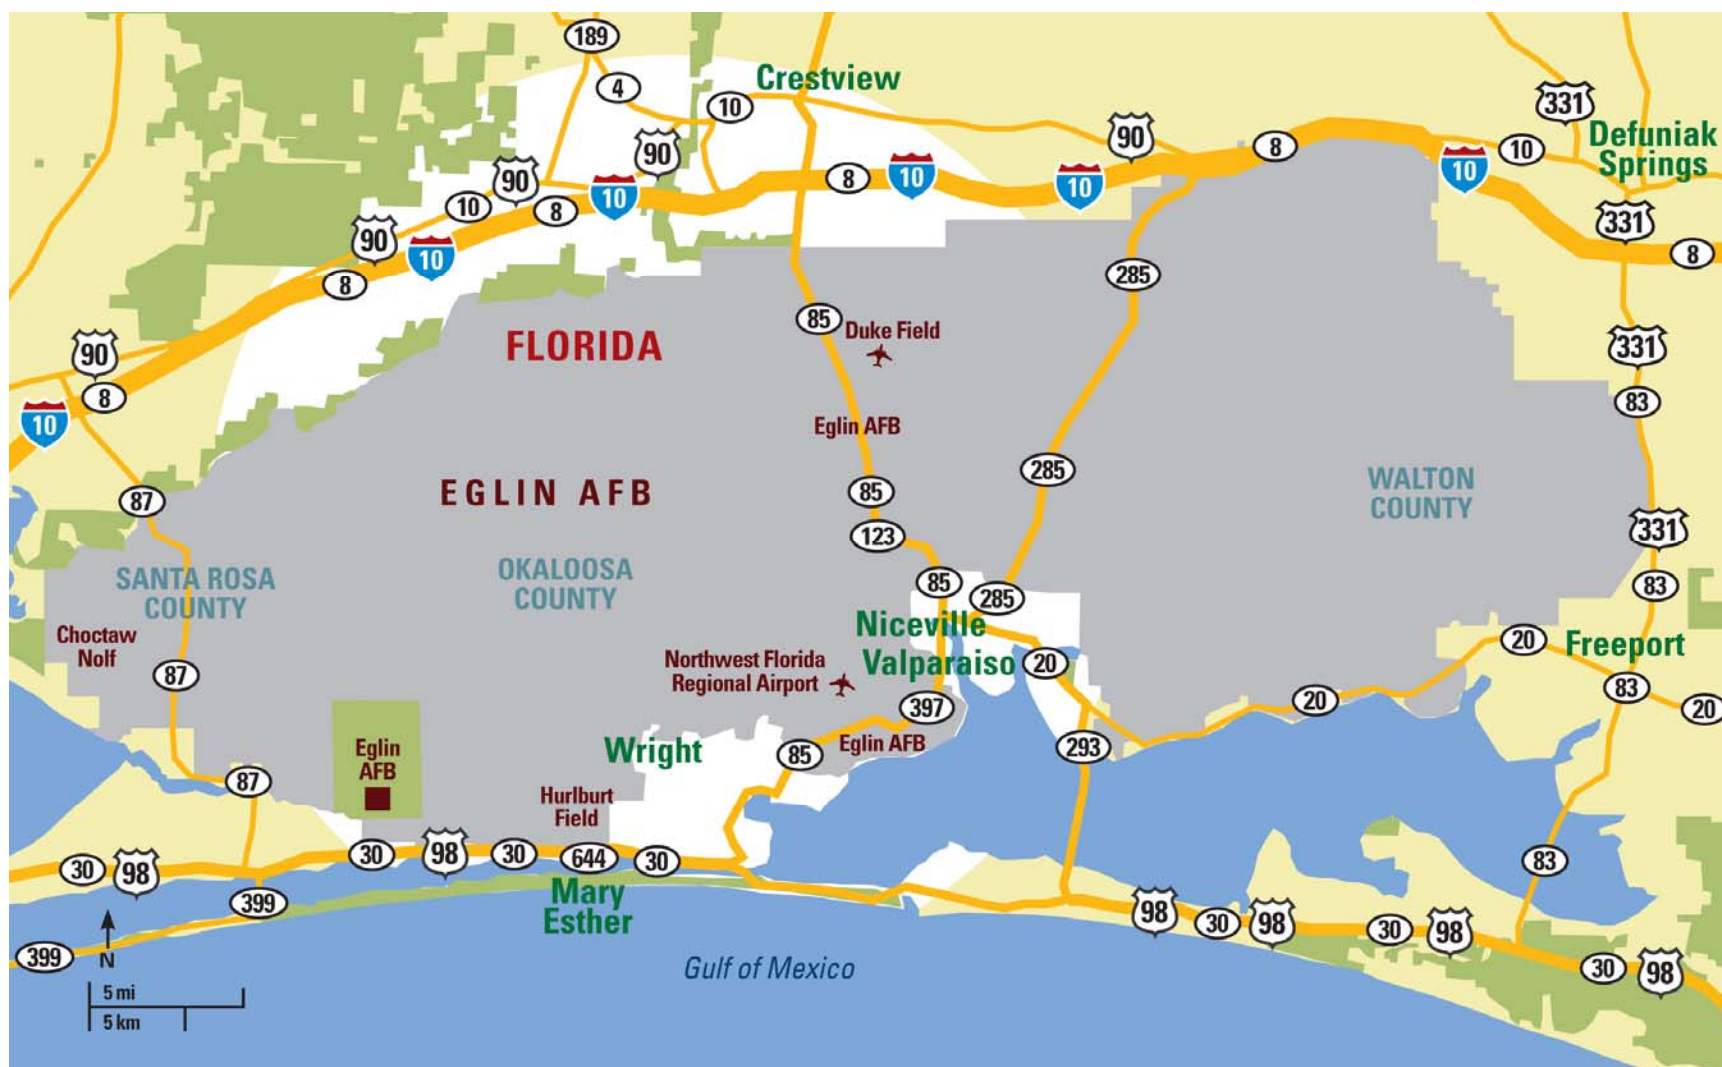 189
4
Crestview
10
90
331
90
8
10
Defuniak
Springs
90
10
8
10
10
10
90
10
8
10
331
90
10
8
8
285
8
85
Duke Field
FLORIDA
331
90
8
83
10
Eglin AFB
285
WALTON
COUNTY
EGLIN AFB
85
87
123
331
SANTA ROSA
COUNTY
OKALOOSA
COUNTY
85
285
83
Choctaw
Nolf
Niceville
Valparaiso
20
20
Freeport
87
Northwest Florida
Regional Airport
83
20
20
397
Eglin
AFB
Wright
85
Eglin AFB
293
87
Hurlburt
Field
30
98
30
98
30
644
30
83
399
Mary
Esther
98
30
98
30
98
399
N
Gulf of Mexico
30
98
5 mi
5 km